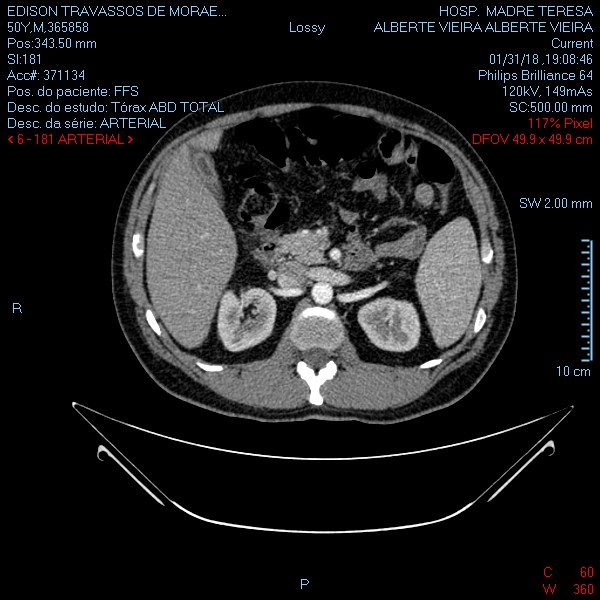 EDISON TRAVASSOS DE MORAE...
50Y,M,365858
Pos:343.50 mm
SI:181
Acc#: 371134
Pos. do paciente: FFS
Desc. do estudo: Tórax ABD TOTAL
Desc. da série: ARTERIAL
< 6 - 181 ARTERIAL >
Lossy
HOSP. MADRE TERESA
ALBERTE VIEIRA ALBERTE VIEIRA
Current
01/31/18 ,19:08:46
Philips Brilliance 64
120kV, 149mAs
SC:500.00 mm
117% Pixel
DFOV 49.9 x 49.9 cm
SW 2.00 mm
R
10 cm
P
C 60
W 360